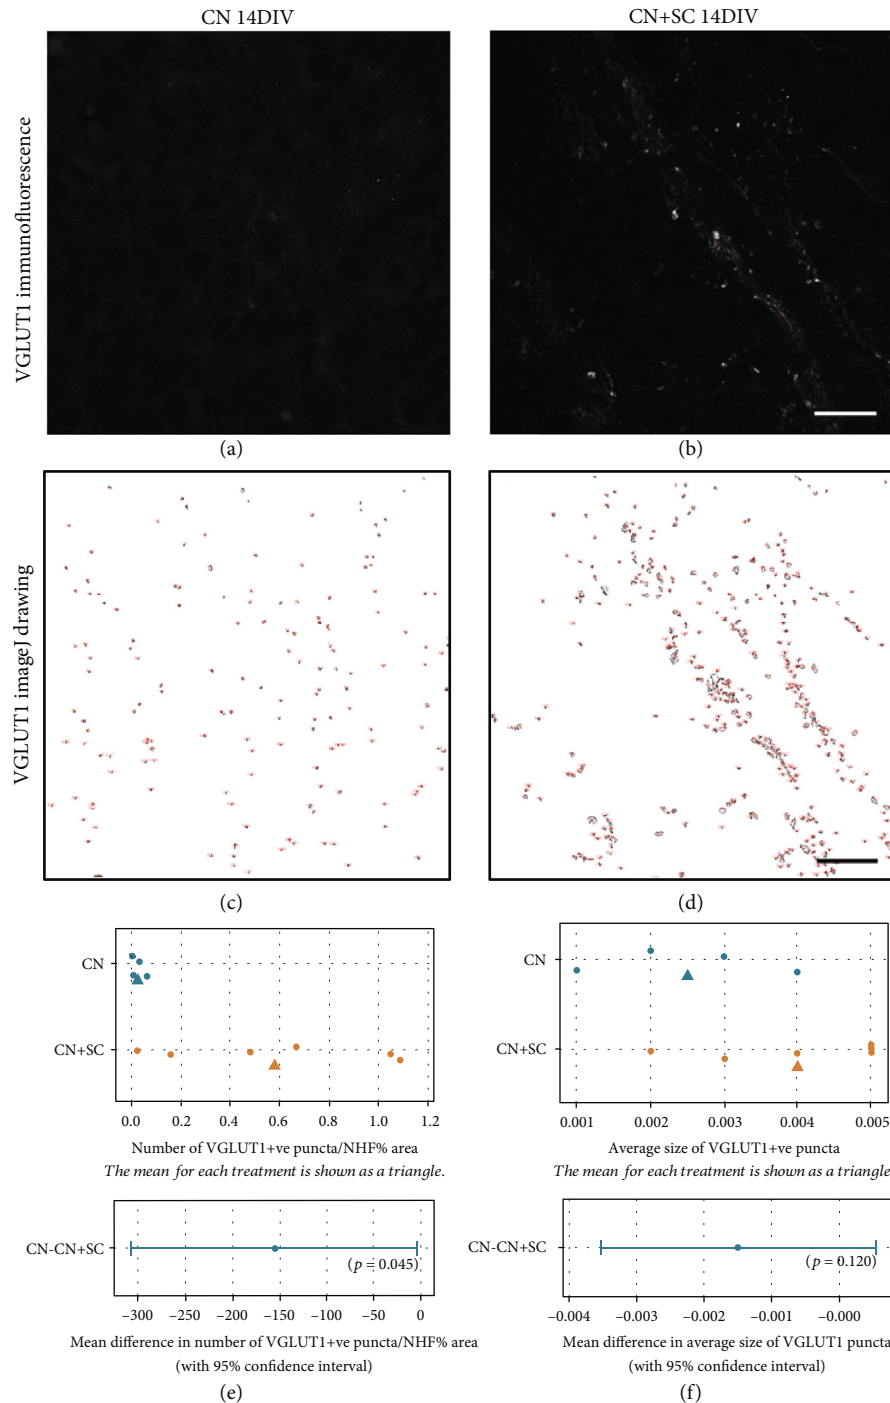 CN 14DIV
CN+SC 14DIV
VGLUT1 immunofluorescence
(a)
(b)
VGLUT1 imageJ drawing
(c)
(d)
CN
CN+SC
0.0 0.2 0.4 0.6 0.8 1.0 1.2
Number of VGLUT1+ve puncta/NHF% area
The mean for each treatment is shown as a triangle.
CN-CN+SC
(p = 0.045)
−300 −250 −200 −150 −100 −50 0
Mean difference in number of VGLUT1+ve puncta/NHF% area
(with 95% confidence interval)
(e)
CN
CN+SC
0.001 0.002 0.003 0.004 0.005
Average size of VGLUT1+ve puncta
The mean for each treatment is shown as a triangle
CN-CN+SC
(p = 0.120)
−0.004 −0.003 −0.002 −0.001 −0.000
Mean difference in average size of VGLUT1 puncta
(with 95% confidence interval)
(f)